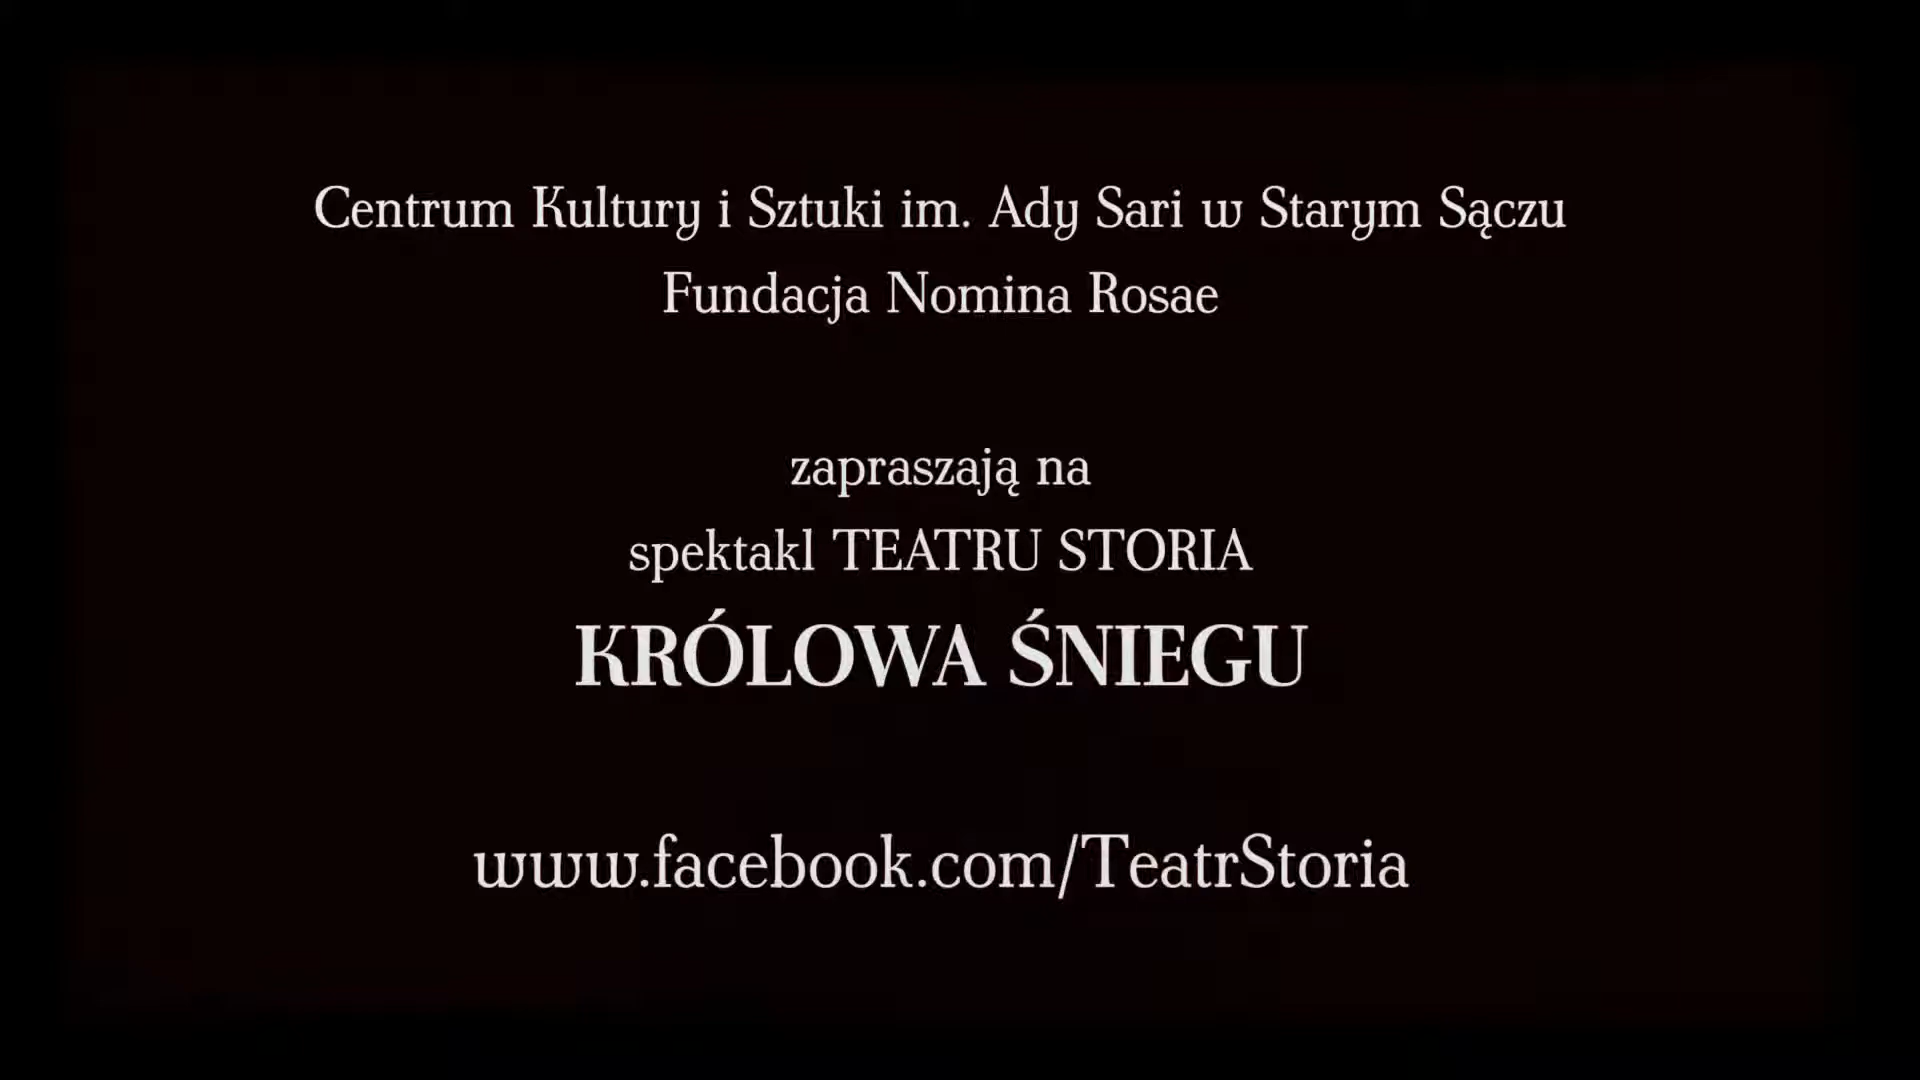 Centrum Kultury i Sztuki im. Ady Sari w Starym Sączu
Fundacja Nomina Rosae
zapraszają na
spektakl TEATRU STORIA
KRÓLOWA ŚNIEGU
www.facebook.com/TeatrStoria